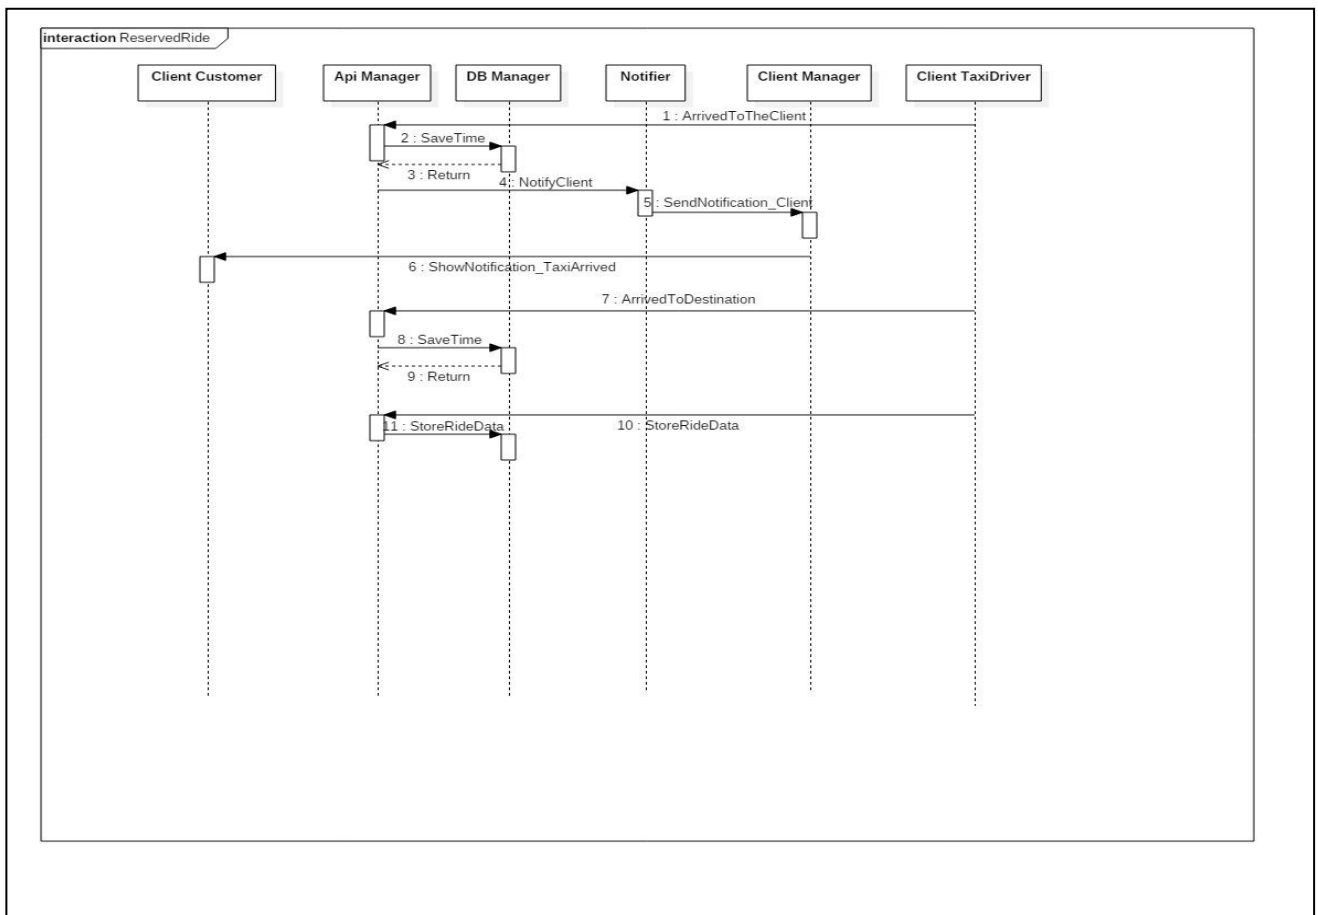 interaction ReservedRide
Client Customer
Api Manager
DB Manager
Notifier
Client Manager
Client TaxiDriver
1 : ArrivedToTheClient
2 : SaveTime
3 : Return
4 : NotifyClient
5 : SendNotification_Client
6 : ShowNotification_TaxiArrived
7 : ArrivedToDestination
8 : SaveTime
9 : Return
11 : StoreRideData
10 : StoreRideData